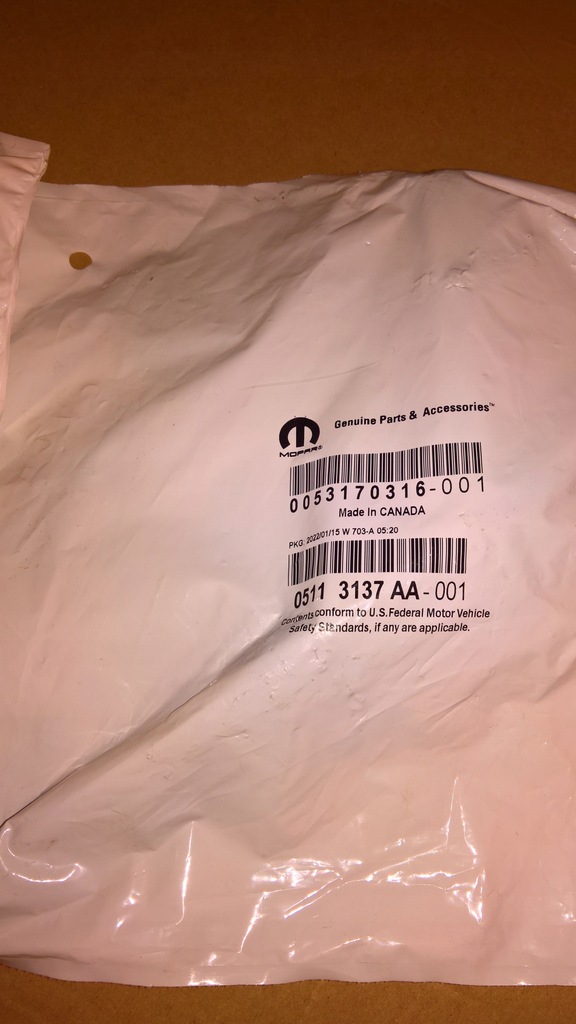 Genuine Parts & Accessories™
MOPAR®
0053170316-001
Made In CANADA
PKG: 2022/01/15 W 703-A 05:20
0511 3137 AA-001
Contents conform to U.S.Federal Motor Vehicle
Safety Standards, if any are applicable.